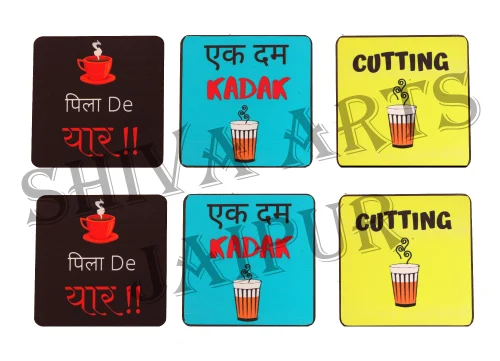 पिला De
यार !!
एक दम
KADAK
CUTTING
पिला De
यार !!
एक दम
KADAK
CUTTING
SHIVA ARTS
JAIPUR